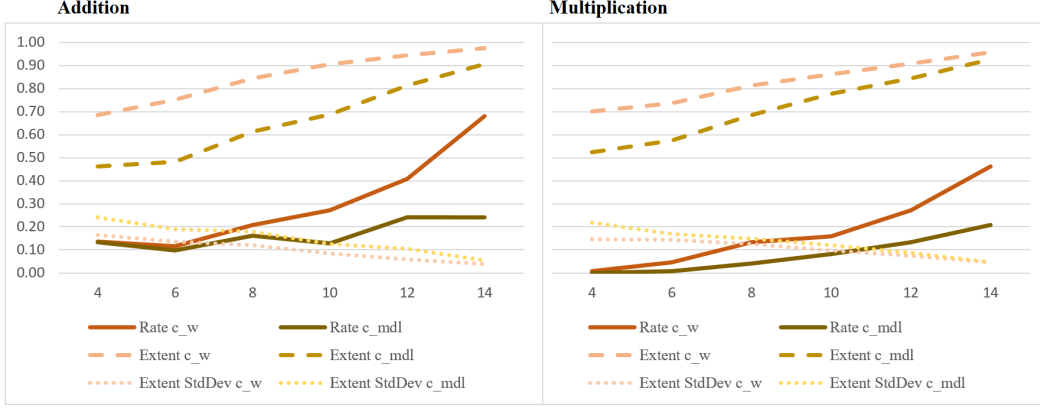 Addition
Multiplication
1.00
0.90
0.80
0.70
0.60
0.50
0.40
0.30
0.20
0.10
0.00
4 6 8 10 12 14
4 6 8 10 12 14
Rate c_w Rate c_mdl
Extent c_w Extent c_mdl
Extent StdDev c_w Extent StdDev c_mdl
Rate c_w Rate c_mdl
Extent c_w Extent c_mdl
Extent StdDev c_w Extent StdDev c_mdl